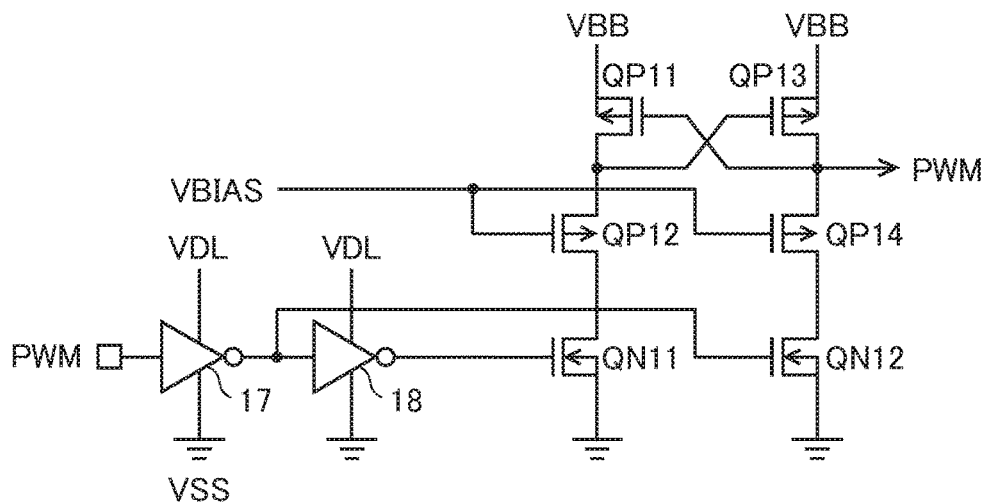 VBB VBB
QP11 QP13
PWM
VBIAS
QP12 QP14
VDL VDL
PWM
QN11 QN12
17 18
VSS